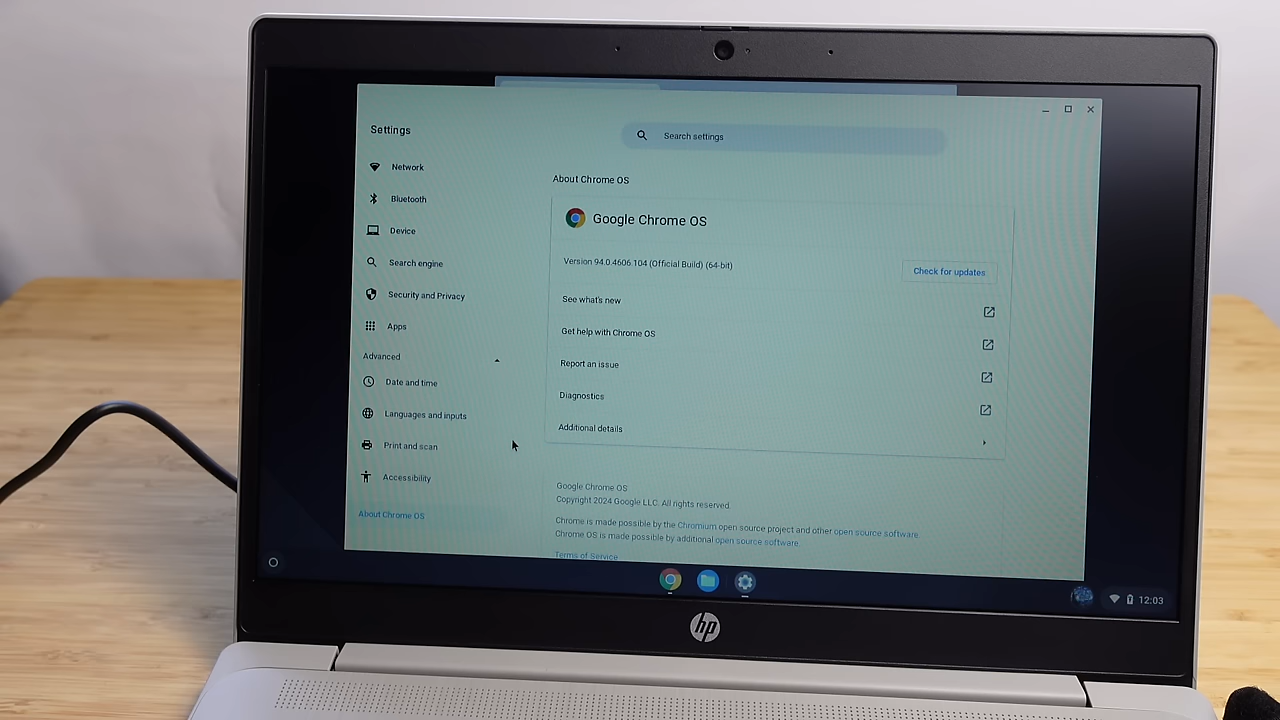 Settings
Search settings
Network
Bluetooth
Device
Search engine
Security and Privacy
Apps
Advanced
Date and time
Languages and inputs
Print and scan
Accessibility
About Chrome OS
About Chrome OS
Google Chrome OS
Version 94.0.4606.104 (Official Build) (64-bit)
Check for updates
See what's new
Get help with Chrome OS
Report an issue
Diagnostics
Additional details
Google Chrome OS
Copyright 2024 Google LLC. All rights reserved.
Chrome is made possible by the Chromium open source project and other open source software.
Chrome OS is made possible by additional open source software.
Terms of Service
12:03
hp